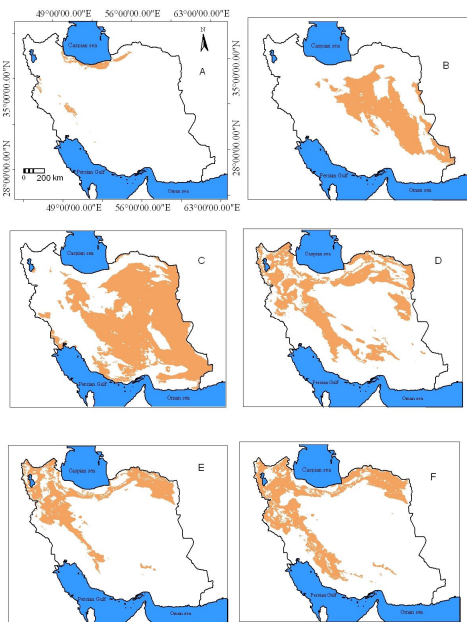 49°00'00.00"E 56°00'00.00"E 63°00'00.00"E
Caspian sea
N
A
35°00'00.00"N
28°00'00.00"N
0 200 km
Persian Gulf
Oman sea
49°00'00.00"E 56°00'00.00"E 63°00'00.00"E
35°00'00.00"N
28°00'00.00"N
Caspian sea
B
Persian Gulf
Oman sea
Caspian sea
C
Persian Gulf
Oman sea
Caspian sea
D
Persian Gulf
Oman sea
Caspian sea
E
Persian Gulf
Oman sea
Caspian sea
F
Persian Gulf
Oman sea